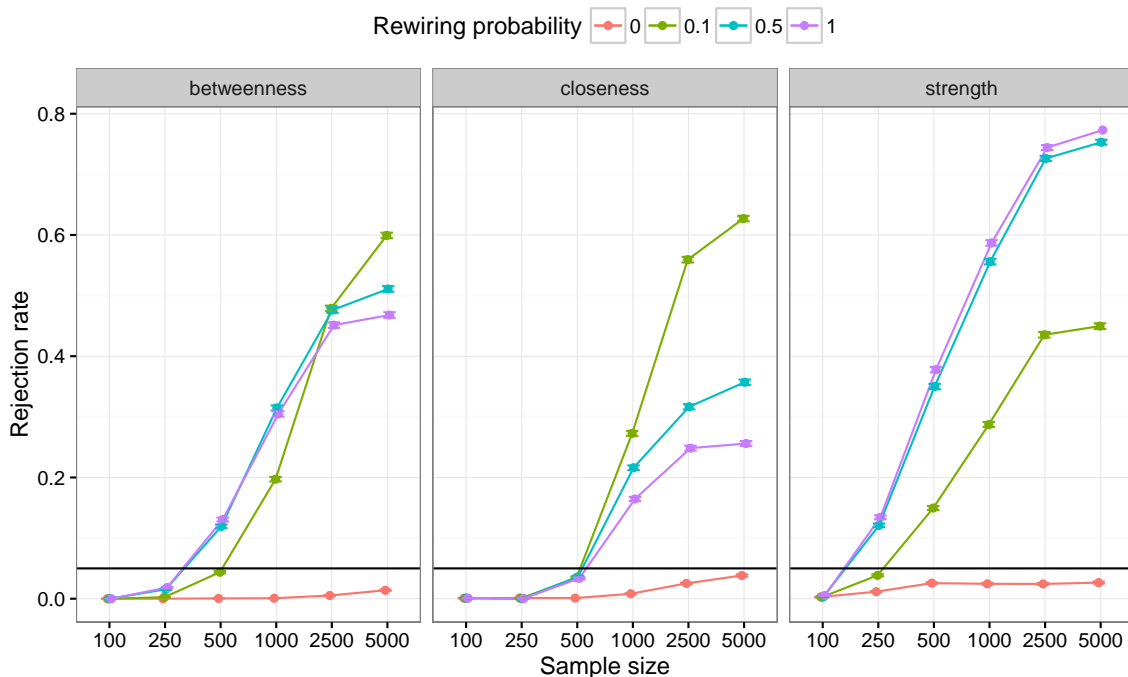 Rewiring probability 0 0.1 0.5 1
betweenness closeness strength
0.8
0.6
0.4
0.2
0.0
Rejection rate
100 250 500 1000 2500 5000 100 250 500 1000 2500 5000 100 250 500 1000 2500 5000
Sample size